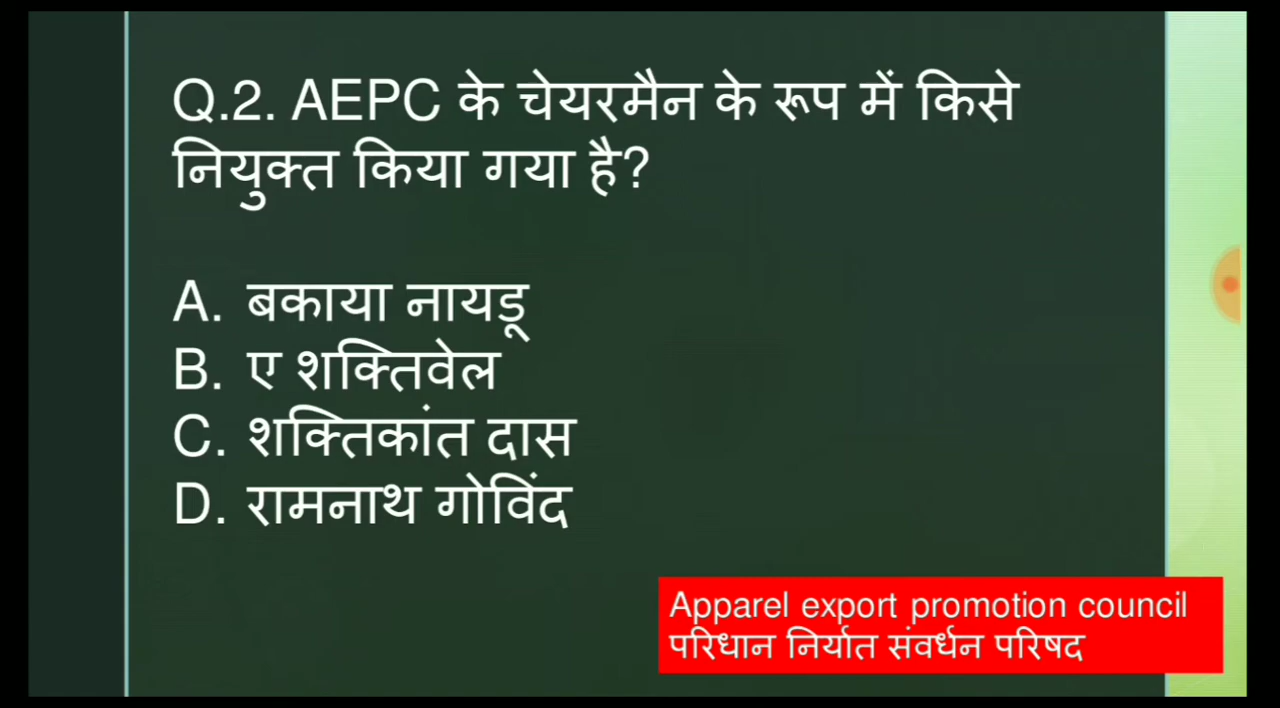 Q.2. AEPC के चेयरमैन के रूप में किसे
नियुक्त किया गया है?
A. बकाया नायडू
B. ए शक्तिवेल
C. शक्तिकांत दास
D. रामनाथ गोविंद
Apparel export promotion council
परिधान निर्यात संवर्धन परिषद